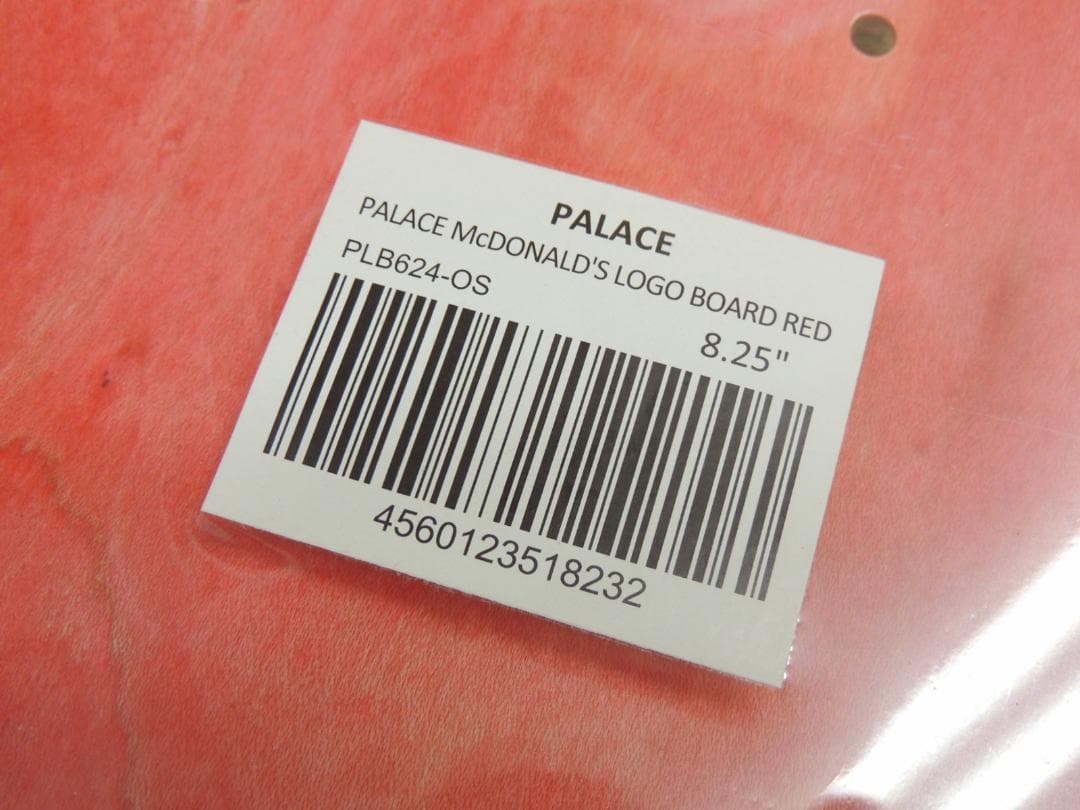 PALACE
PALACE McDONALD'S LOGO BOARD RED
PLB624-OS
8.25"
4560123518232